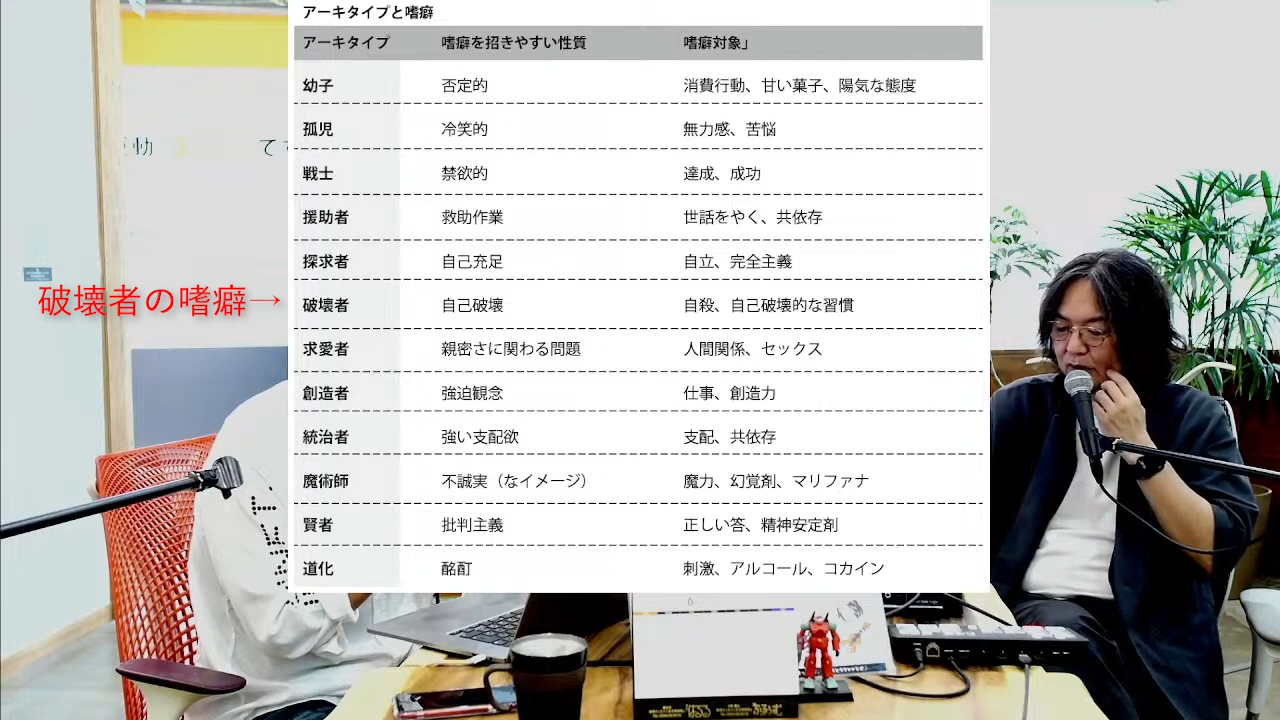 アーキタイプと嗜癖
アーキタイプ 嗜癖を招きやすい性質 嗜癖対象」
幼子 否定的 消費行動、甘い菓子、陽気な態度
孤児 冷笑的 無力感、苦悩
戦士 禁欲的 達成、成功
援助者 救助作業 世話をやく、共依存
探求者 自己充足 自立、完全主義
破壊者の嗜癖→
破壊者 自己破壊 自殺、自己破壊的な習慣
求愛者 親密さに関わる問題 人間関係、セックス
創造者 強迫観念 仕事、創造力
統治者 強い支配欲 支配、共依存
魔術師 不誠実（なイメージ） 魔力、幻覚剤、マリファナ
賢者 批判主義 正しい答、精神安定剤
道化 酩酊 刺激、アルコール、コカイン
動
て